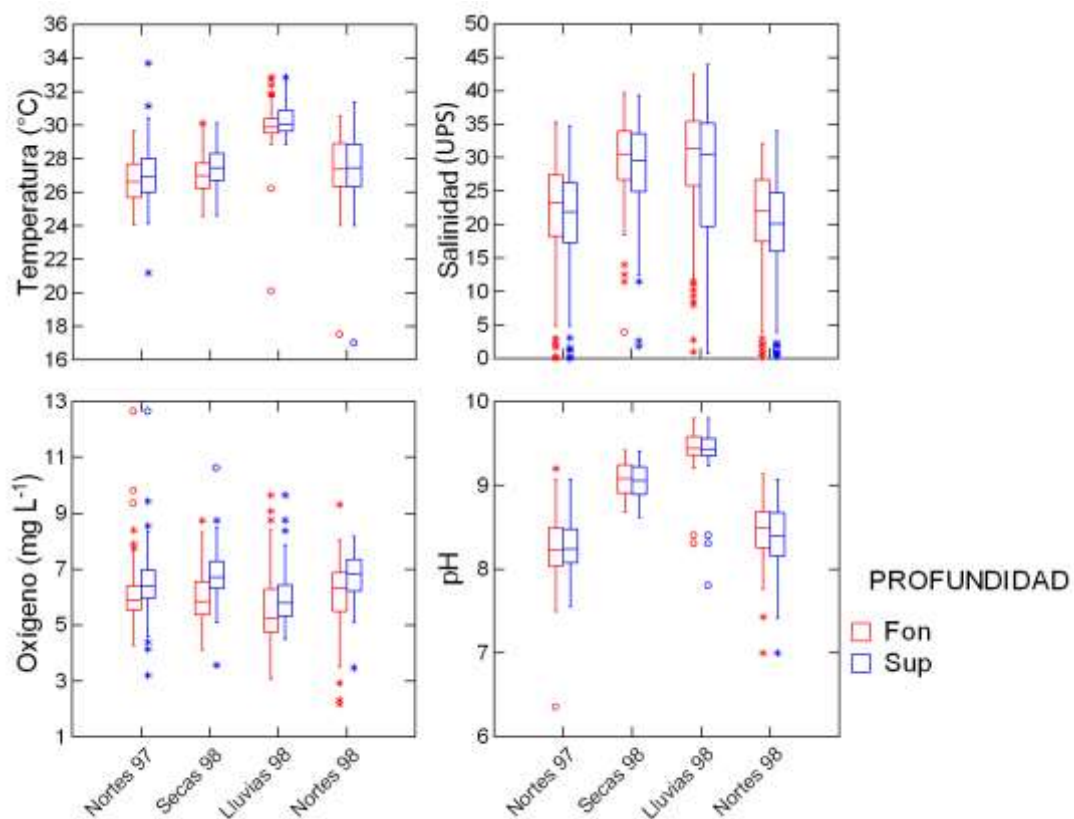 Temperatura (°C)
36
34
32
30
28
26
24
22
20
18
16
Salinidad (UPS)
50
45
40
35
30
25
20
15
10
5
0
Oxígeno (mg L⁻¹)
13
11
9
7
5
3
1
Nortes 97
Secas 98
Lluvias 98
Nortes 98
pH
10
9
8
7
6
Nortes 97
Secas 98
Lluvias 98
Nortes 98
PROFUNDIDAD
Fon
Sup